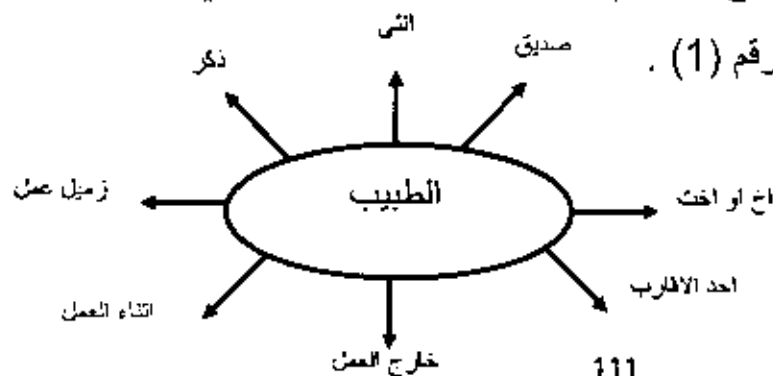 رقم (1) .
انثى
صديق
ذكر
الطبيب
زميل عمل
اخ او اخت
احد الاقارب
اثناء العمل
خارج العمل
111